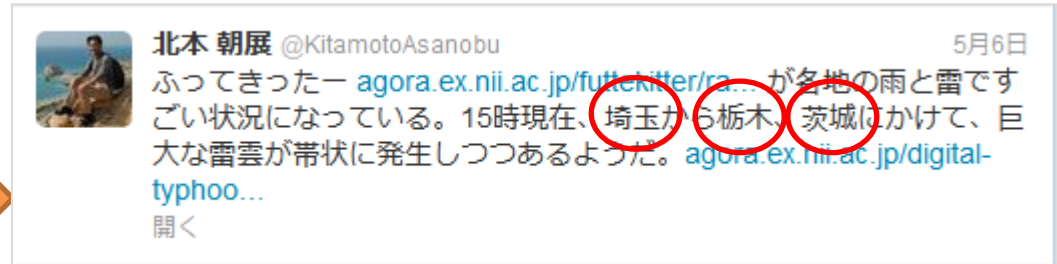 北本 朝展 @KitamotoAsanobu 5月6日
ふってきったー agora.ex.nii.ac.jp/futtekitter/ra... が各地の雨と雷です
ごい状況になっている。15時現在、埼玉から栃木、茨城にかけて、巨
大な雷雲が帯状に発生しつつあるようだ。agora.ex.nii.ac.jp/digital-
typhoo...
開く